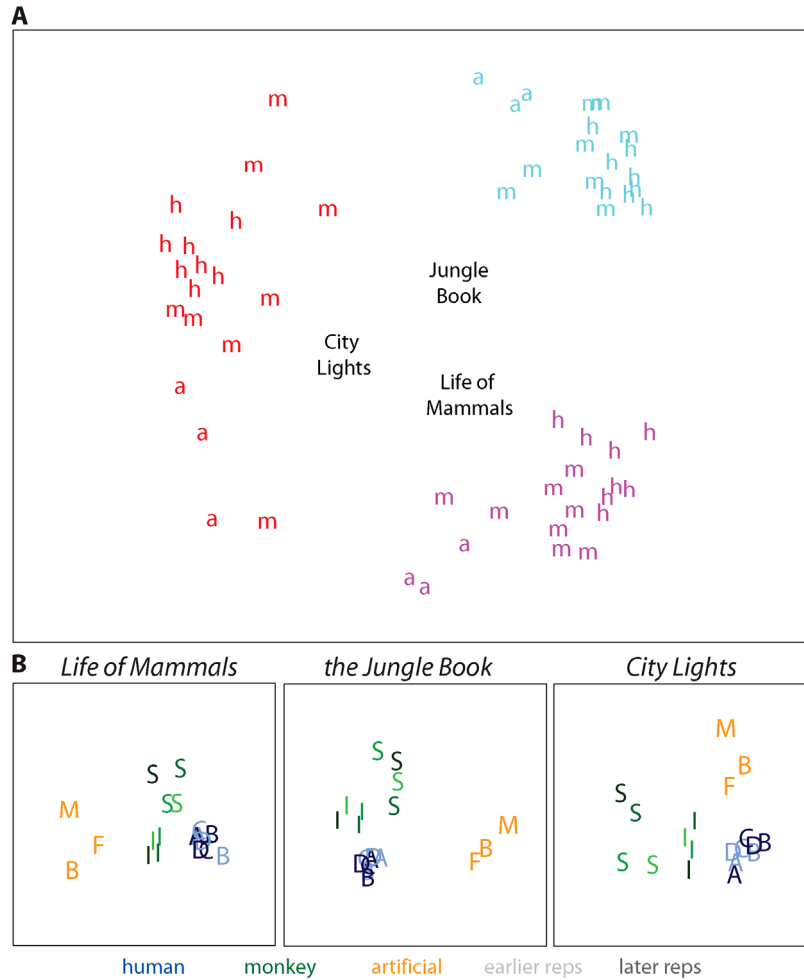 A
a
a
m a m m
h
m
m h
h
m m
m h
m h h h
h m m h
h
h h
h
h h
Jungle
h
Book
m
m
m
City
m
Lights
Life of
a
Mammals
h
a h h
h
m
m h h
m h
m m h
a m m
m
a m
a
a
B
Life of Mammals the Jungle Book City Lights
M
S S
S S
M
F
B
I I
I I
A B
D C B
S S
S
I I S
I I
M
B
F
A
D
B
M
B
F
S
S I
I
I
S S I
C B
D
A
A
human monkey artificial earlier reps later reps